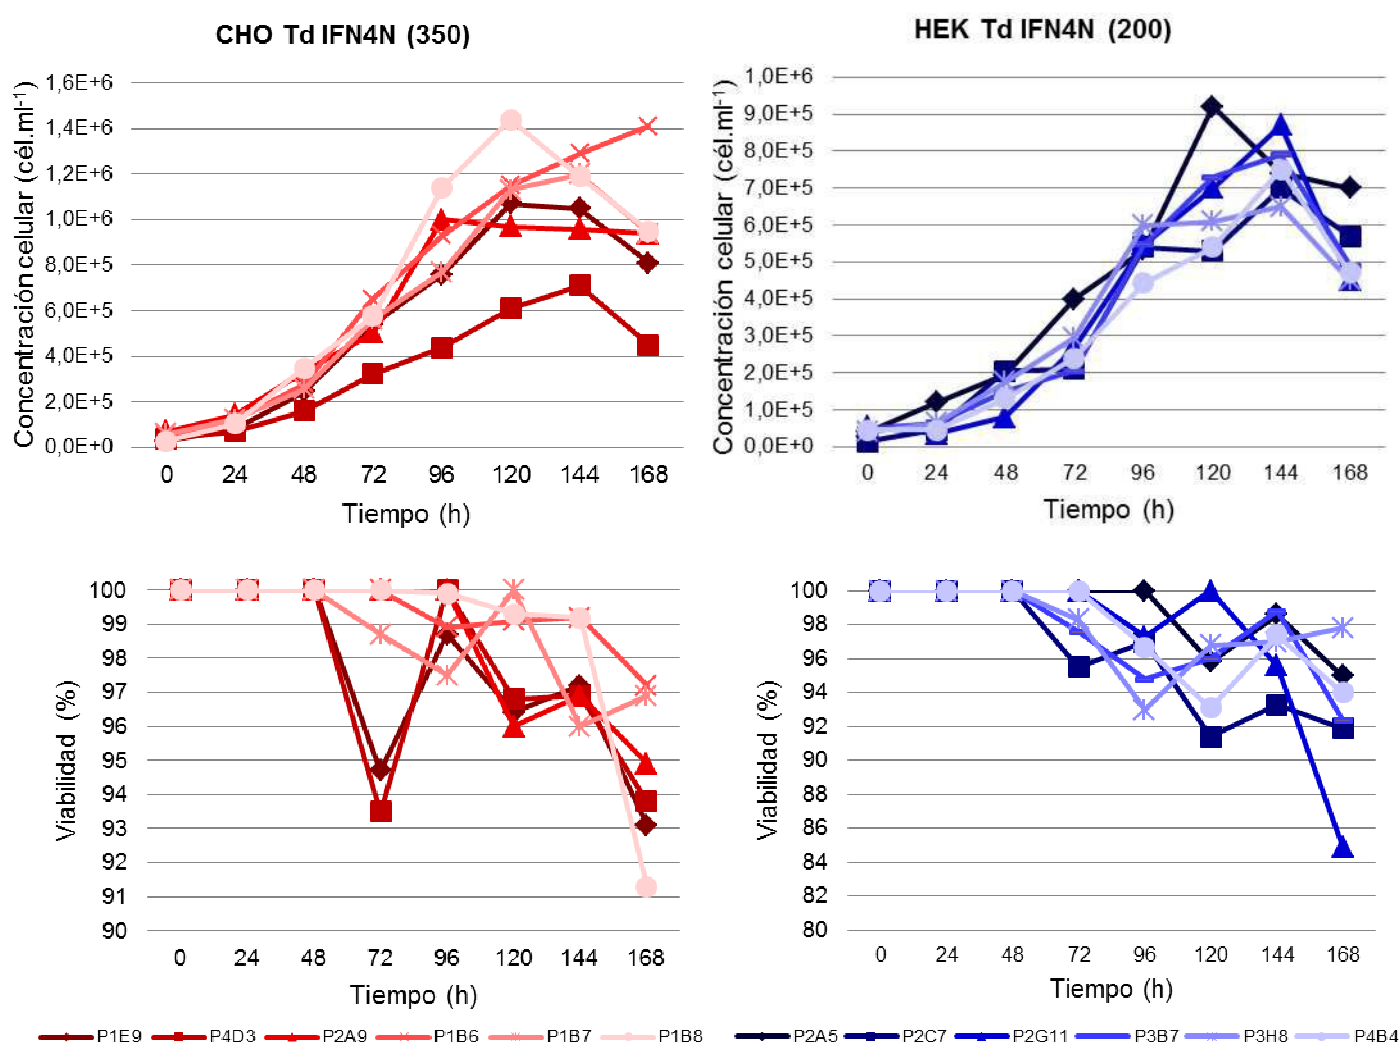 CHO Td IFN4N (350)
Concentración celular (cél.ml-1)
1,6E+6
1,4E+6
1,2E+6
1,0E+6
8,0E+5
6,0E+5
4,0E+5
2,0E+5
0,0E+0
0 24 48 72 96 120 144 168
Tiempo (h)
HEK Td IFN4N (200)
Concentración celular (cél.ml-1)
1,0E+6
9,0E+5
8,0E+5
7,0E+5
6,0E+5
5,0E+5
4,0E+5
3,0E+5
2,0E+5
1,0E+5
0,0E+0
0 24 48 72 96 120 144 168
Tiempo (h)
Viabilidad (%)
100
99
98
97
96
95
94
93
92
91
90
0 24 48 72 96 120 144 168
Tiempo (h)
Viabilidad (%)
100
98
96
94
92
90
88
86
84
82
80
0 24 48 72 96 120 144 168
Tiempo (h)
P1E9 P4D3 P2A9 P1B6 P1B7 P1B8
P2A5 P2C7 P2G11 P3B7 P3H8 P4B4